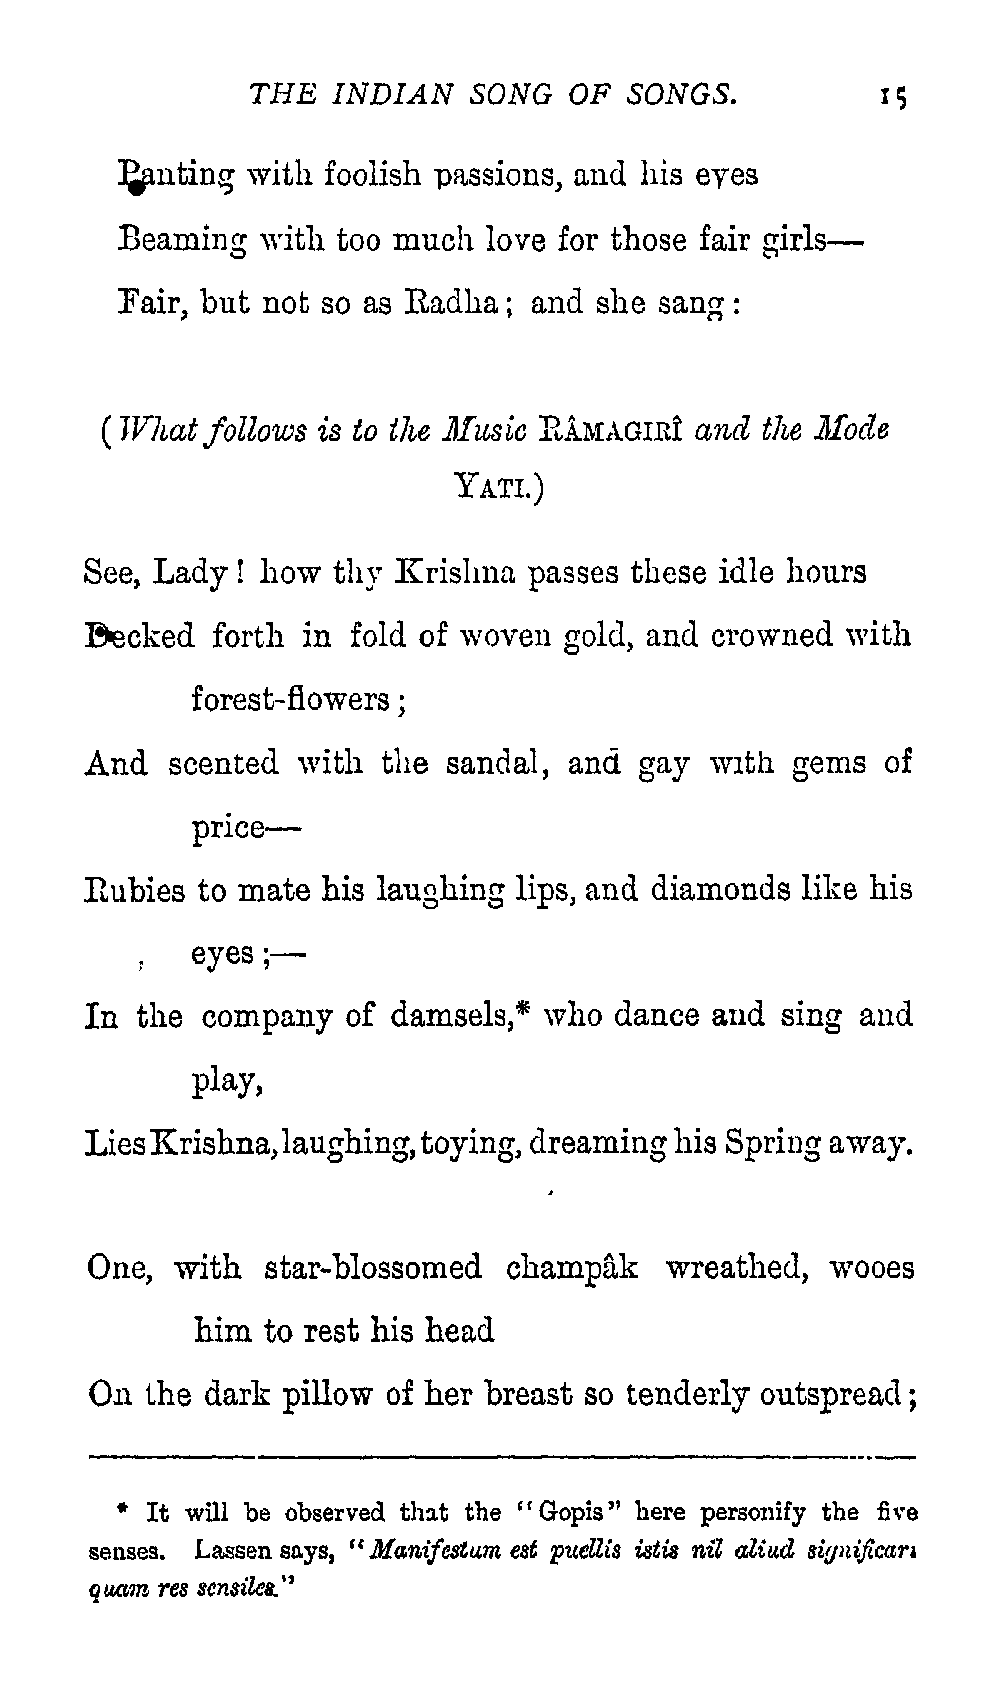 THE INDIAN SONG OF SONGS. 15
Panting with foolish passions, and his eyes
Beaming with too much love for those fair girls—
Fair, but not so as Radha; and she sang:
(What follows is to the Music RÂMAGIRÎ and the Mode
YATI.)
See, Lady! how thy Krishna passes these idle hours
Decked forth in fold of woven gold, and crowned with
forest-flowers;
And scented with the sandal, and gay with gems of
price—
Rubies to mate his laughing lips, and diamonds like his
eyes;—
In the company of damsels,* who dance and sing and
play,
Lies Krishna, laughing, toying, dreaming his Spring away.
One, with star-blossomed champâk wreathed, wooes
him to rest his head
On the dark pillow of her breast so tenderly outspread;
* It will be observed that the "Gopis" here personify the five
senses. Lassen says, "Manifestum est puellis istis nil aliud significari
quam res sensiles."